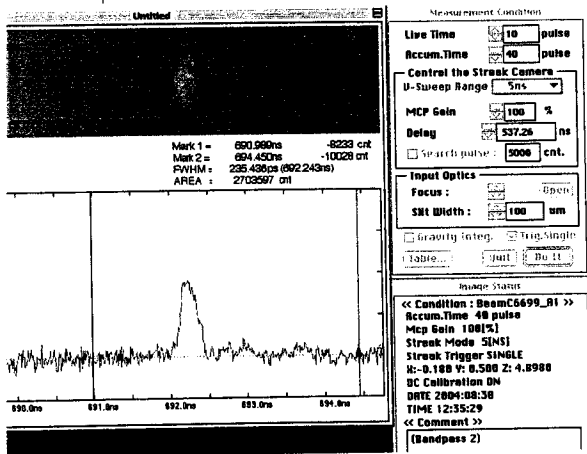 Untitled
Mark 1 = 690.989ns -8233 cnt
Mark 2 = 694.450ns -10028 cnt
FWHM = 235.436ps (692.243ns)
AREA : 2703597 cnt
690.0ns 691.0ns 692.0ns 693.0ns 694.0ns
Measurement Condition
Live Time 10 pulse
Accum.Time 40 pulse
Control the Streak Camera
V-Sweep Range 5ns
MCP Gain 100 %
Delay 537.26 ns
Search pulse : 5000 cnt.
Input Optics
Focus : Open
Slit Width : 100 um
Gravity Integ. Trig.Single
Table... Quit Do It
Image Status
<< Condition : BeamC6699_A1 >>
Accum.Time 40 pulse
Mcp Gain 100[%]
Streak Mode 5[NS]
Streak Trigger SINGLE
X:-0.100 Y: 0.500 Z: 4.8980
DC Calibration ON
DATE 2004:08:30
TIME 12:35:29
<< Comment >>
(Bandpass 2)